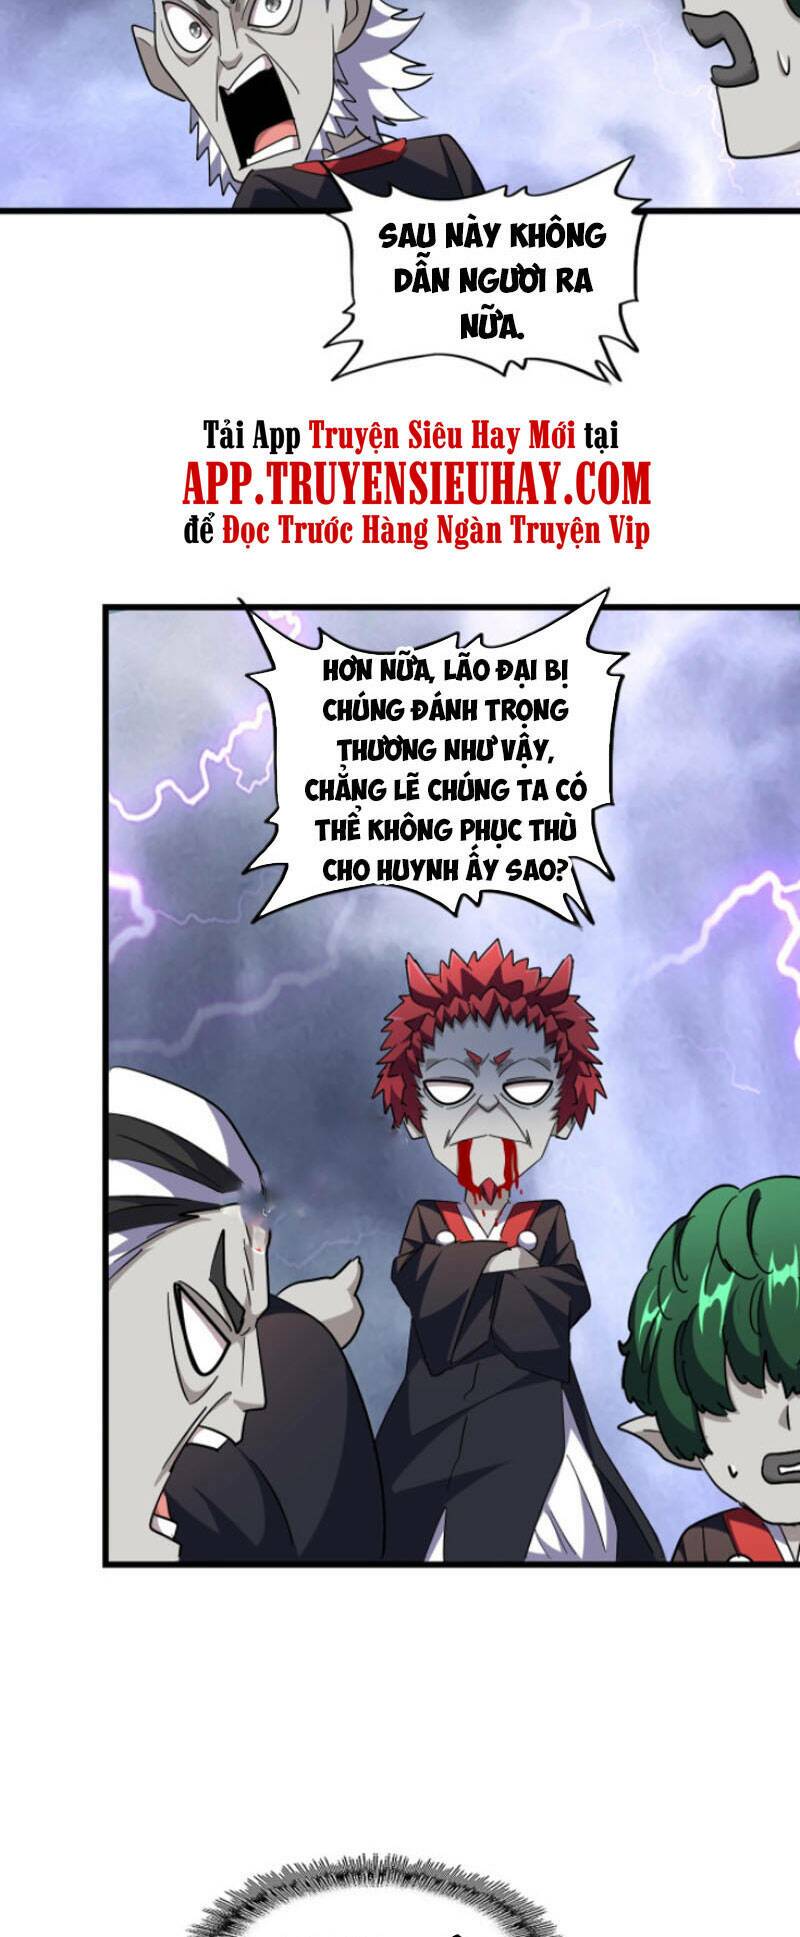 SAU NÀY KHÔNG
DẪN NGƯƠI RA
NỮA.
Tải App Truyện Siêu Hay Mới tại
APP.TRUYENSIEUHAY.COM
để Đọc Trước Hàng Ngàn Truyện Vip
HƠN NỮA, LÃO ĐẠI BỊ
CHÚNG ĐÁNH TRỌNG
THƯƠNG NHƯ VẬY,
CHẲNG LẼ CHÚNG TA CÓ
THỂ KHÔNG PHỤC THÙ
CHO HUYNH ẤY SAO?